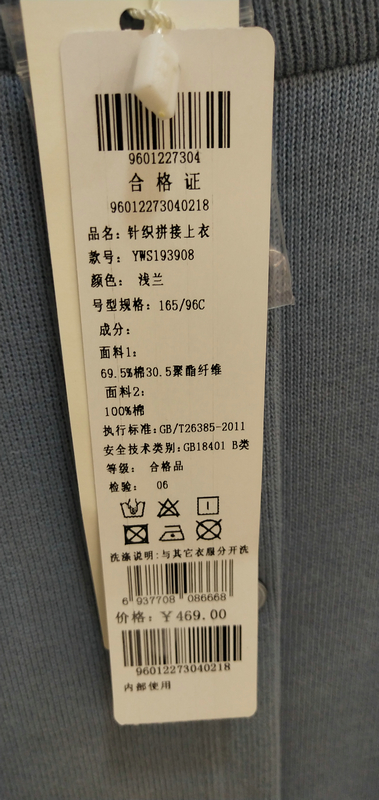 9601227304
合格证
96012273040218
品名: 针织拼接上衣
款号: YWS193908
颜色: 浅兰
号型规格: 165/96C
成分:
面料1:
69.5%棉30.5聚酯纤维
面料2:
100%棉
执行标准:GB/T26385-2011
安全技术类别:GB18401 B类
等级: 合格品
检验: 06
洗涤说明:与其它衣服分开洗
6 937708 086668
价格: ￥469.00
96012273040218
内部使用